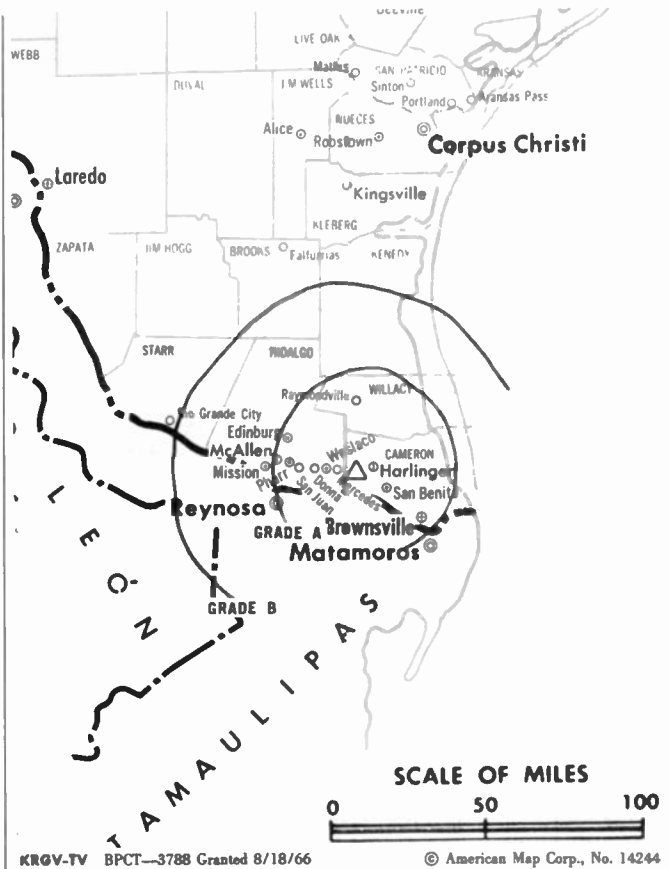 LIVE OAK
WEBB
Mathis
SAN PATRICIO
ARANSAS
DUVAL
JIM WELLS
Sinton
Portland
Aransas Pass
NUECES
Alice
Robstown
Corpus Christi
Laredo
Kingsville
KLEBERG
ZAPATA
JIM HOGG
BROOKS
Falfurrias
KENEDY
STARR
HIDALGO
Raymondville
WILLACY
Rio Grande City
Edinburg
Weslaco
McAllen
CAMERON
Mission
Pharr
San Juan
Donna
Mercedes
Harlingen
San Benito
Reynosa
GRADE A
Brownsville
Matamoros
LEÓN
GRADE B
TAMAULIPAS
SCALE OF MILES
0 50 100
KRGV-TV BPCT—3788 Granted 8/18/66
© American Map Corp., No. 14244